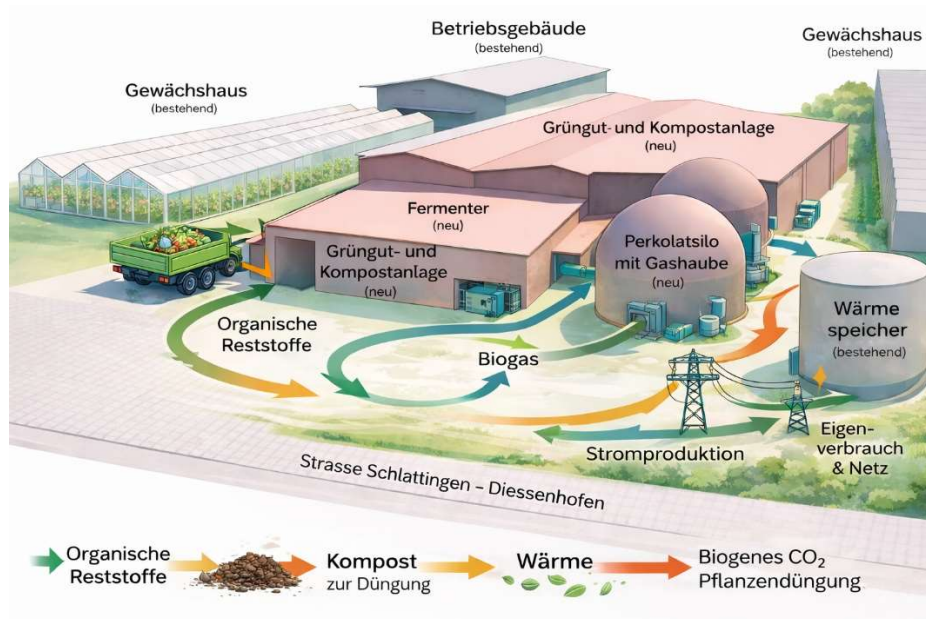 Betriebsgebäude
(bestehend)
Gewächshaus
(bestehend)
Gewächshaus
(bestehend)
Grüngut- und Kompostanlage
(neu)
Fermenter
(neu)
Grüngut- und
Kompostanlage
(neu)
Perkolatsilo
mit Gashaube
(neu)
Wärme
speicher
(bestehend)
Organische
Reststoffe
Biogas
Stromproduktion
Eigen-
verbrauch
& Netz
Strasse Schlattingen – Diessenhofen
Organische
Reststoffe
Kompost
zur Düngung
Wärme
Biogenes CO₂
Pflanzendüngung